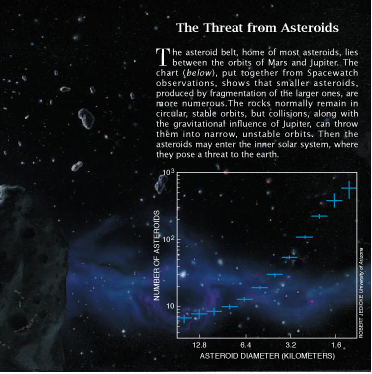 The Threat from Asteroids
The asteroid belt, home of most asteroids, lies
between the orbits of Mars and Jupiter. The
chart (below), put together from Spacewatch
observations, shows that smaller asteroids,
produced by fragmentation of the larger ones, are
more numerous.The rocks normally remain in
circular, stable orbits, but collisions, along with
the gravitational influence of Jupiter, can throw
them into narrow, unstable orbits. Then the
asteroids may enter the inner solar system, where
they pose a threat to the earth.
10³
10²
10
NUMBER OF ASTEROIDS
12.8 6.4 3.2 1.6
ASTEROID DIAMETER (KILOMETERS)
ROBERT JEDICKE University of Arizona